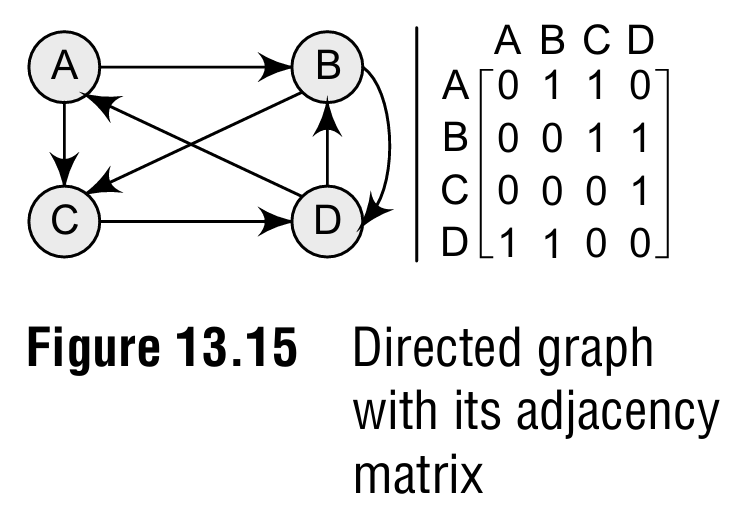 A B
C D
A B C D
A 0 1 1 0
B 0 0 1 1
C 0 0 0 1
D 1 1 0 0
Figure 13.15 Directed graph
with its adjacency
matrix